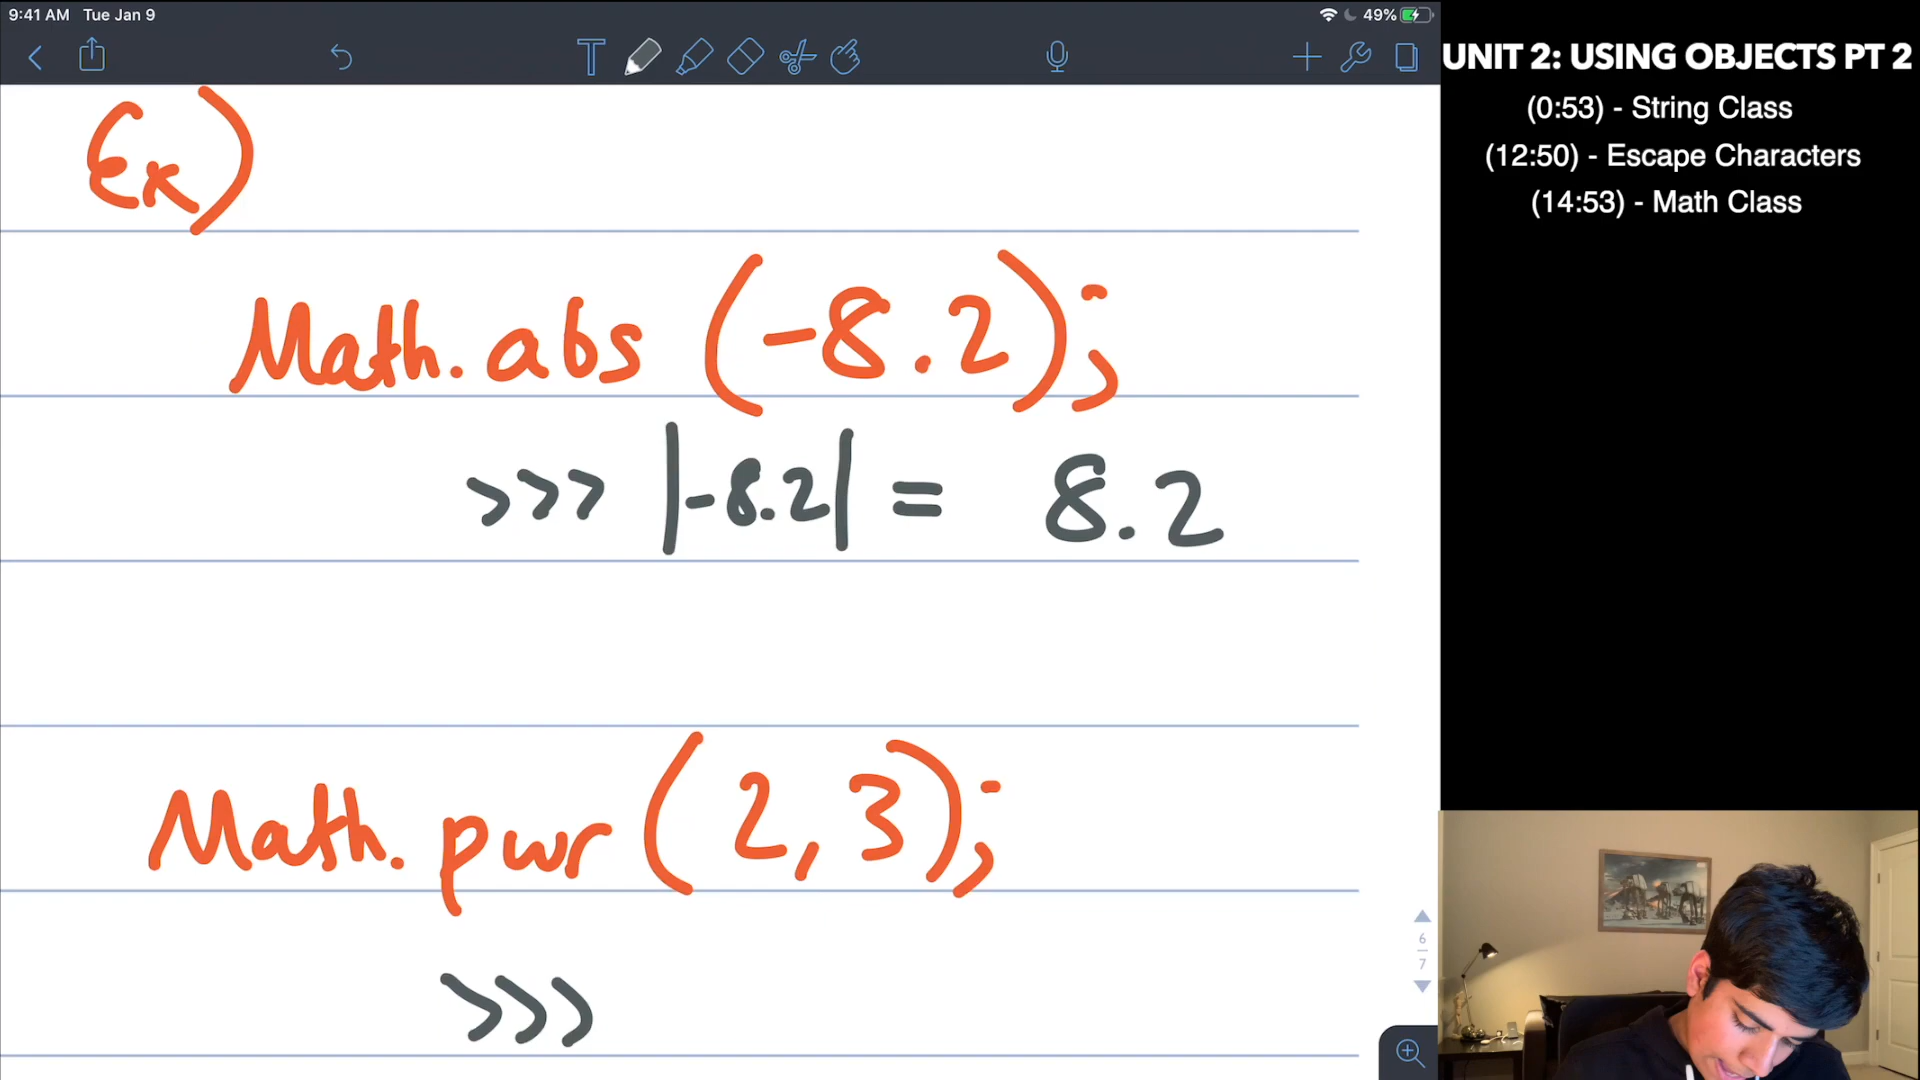 9:41 AM Tue Jan 9
49%
UNIT 2: USING OBJECTS PT 2
(0:53) - String Class
(12:50) - Escape Characters
(14:53) - Math Class
Ex)
Math.abs (-8.2);
>>> |-8.2| = 8.2
Math.pwr (2,3);
>>>
6
7